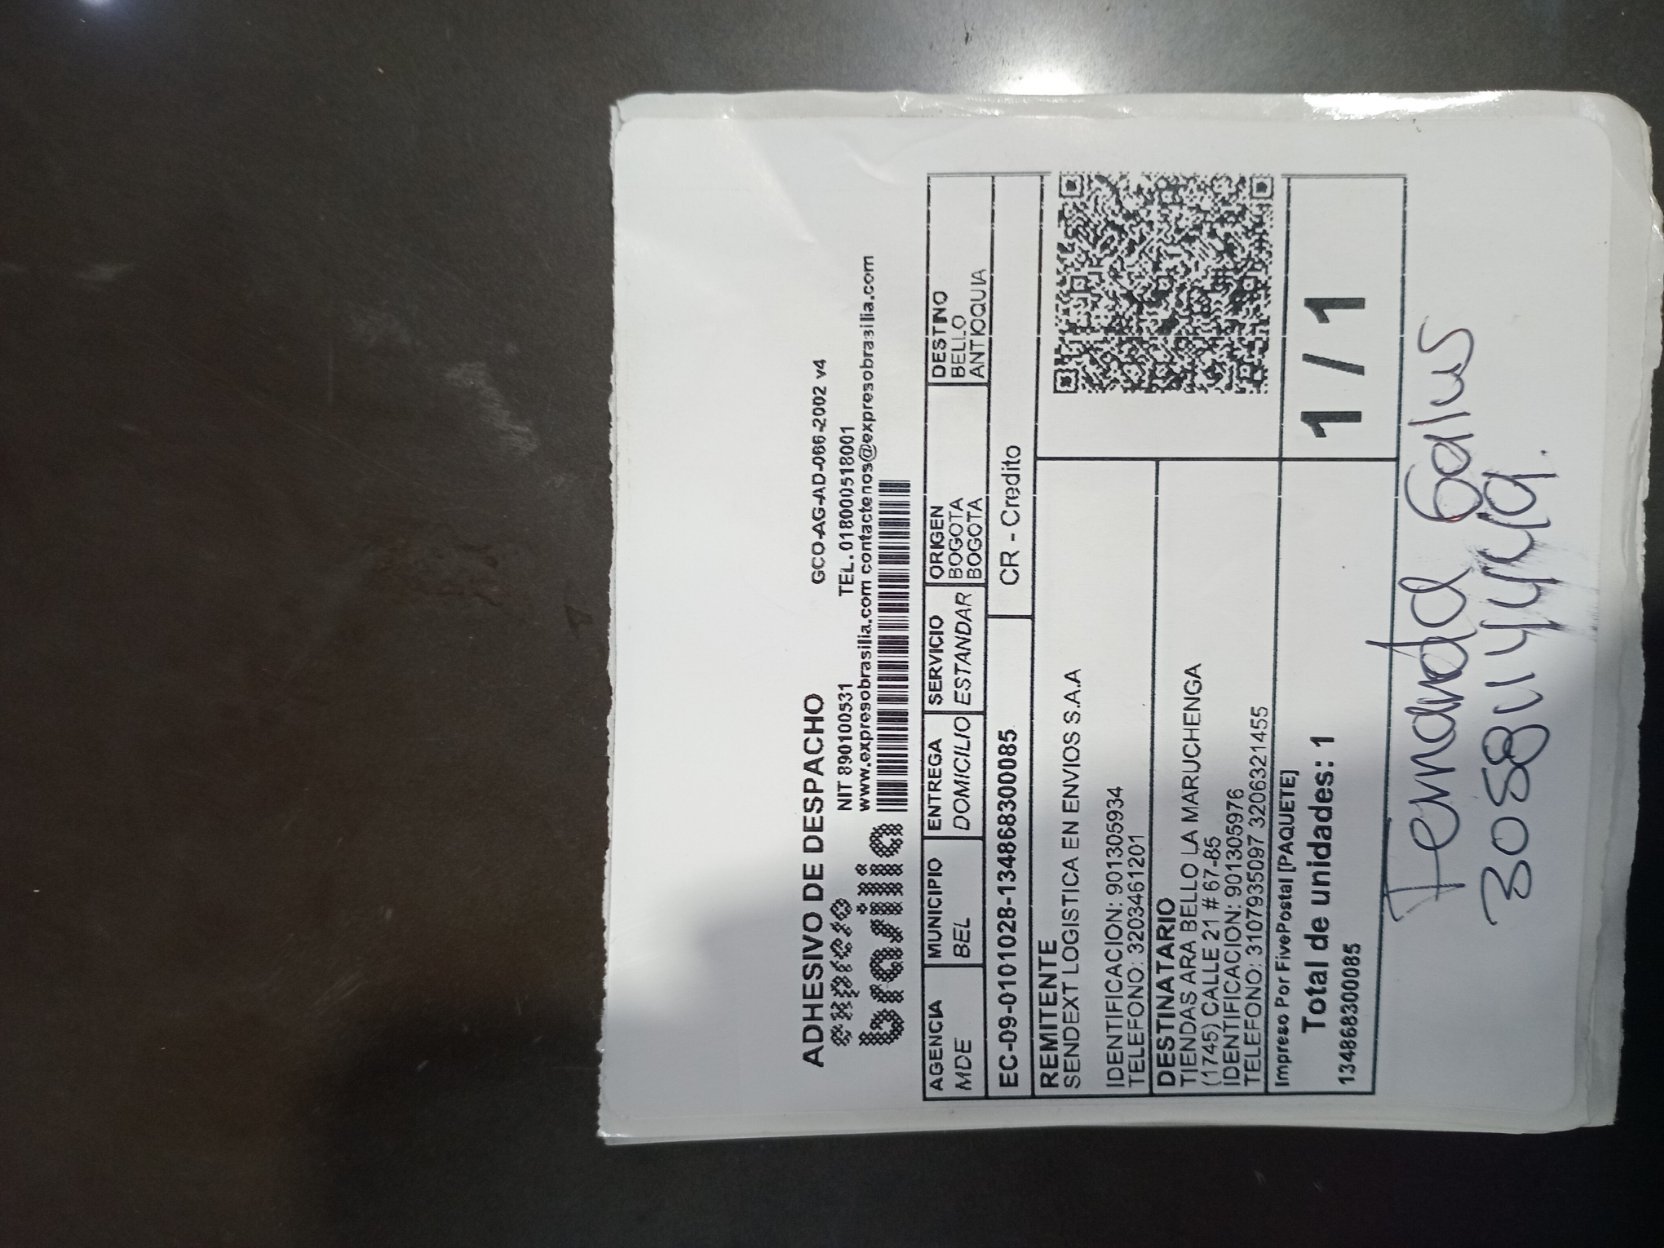 ADHESIVO DE DESPACHO
GCO-AG-AD-066-2002 v4
expreso
brasilia
NIT 890100531 TEL. 018000518001
www.expresobrasilia.com contactenos@expresobrasilia.com
AGENCIA MUNICIPIO ENTREGA SERVICIO ORIGEN DESTINO
MDE BEL DOMICILIO ESTANDAR BOGOTA BELLO
BOGOTA ANTIOQUIA
EC-09-0101028-134868300085 CR - Credito
REMITENTE
SENDEXT LOGISTICA EN ENVIOS S.A.A
IDENTIFICACION: 901305934
TELEFONO: 3203461201
DESTINATARIO
TIENDAS ARA BELLO LA MARUCHENGA
(1745) CALLE 21 # 67-85
IDENTIFICACION: 901305976
TELEFONO: 3107935097 3206321455
Impreso Por FivePostal [PAQUETE]
Total de unidades: 1
134868300085
1 / 1
Fernanda